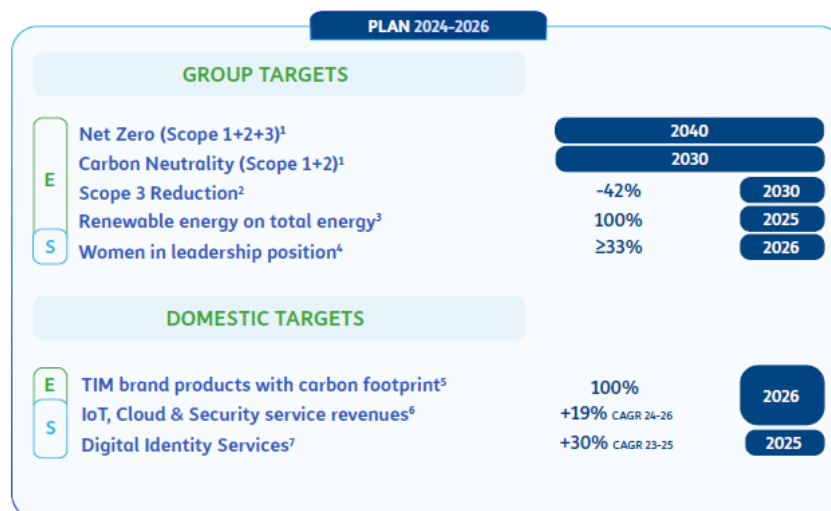 PLAN 2024-2026
GROUP TARGETS
E
Net Zero (Scope 1+2+3)¹ 2040
Carbon Neutrality (Scope 1+2)¹ 2030
Scope 3 Reduction² -42% 2030
Renewable energy on total energy³ 100% 2025
S
Women in leadership position⁴ ≥33% 2026
DOMESTIC TARGETS
E
TIM brand products with carbon footprint⁵ 100% 2026
S
IoT, Cloud & Security service revenues⁶ +19% CAGR 24-26
Digital Identity Services⁷ +30% CAGR 23-25 2025